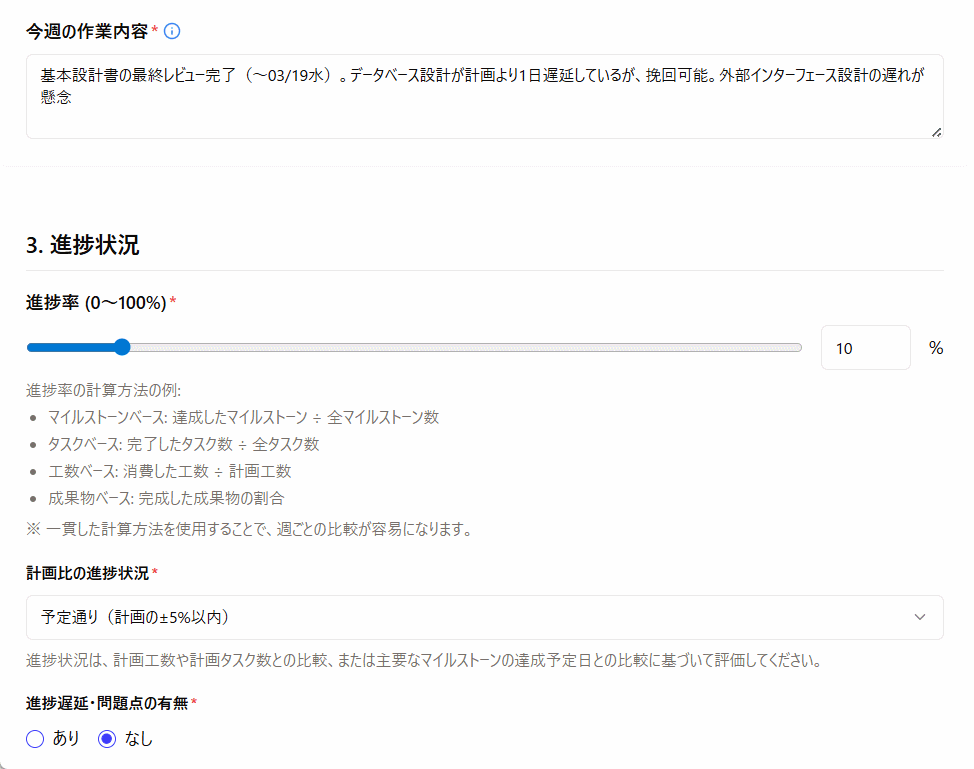 今週の作業内容*
基本設計書の最終レビュー完了（～03/19水）。データベース設計が計画より1日遅延しているが、挽回可能。外部インターフェース設計の遅れが
懸念
3. 進捗状況
進捗率 (0～100%)*
10 %
進捗率の計算方法の例:
• マイルストーンベース: 達成したマイルストーン ÷ 全マイルストーン数
• タスクベース: 完了したタスク数 ÷ 全タスク数
• 工数ベース: 消費した工数 ÷ 計画工数
• 成果物ベース: 完成した成果物の割合
※ 一貫した計算方法を使用することで、週ごとの比較が容易になります。
計画比の進捗状況*
予定通り（計画の±5%以内）
進捗状況は、計画工数や計画タスク数との比較、または主要なマイルストーンの達成予定日との比較に基づいて評価してください。
進捗遅延・問題点の有無*
あり なし